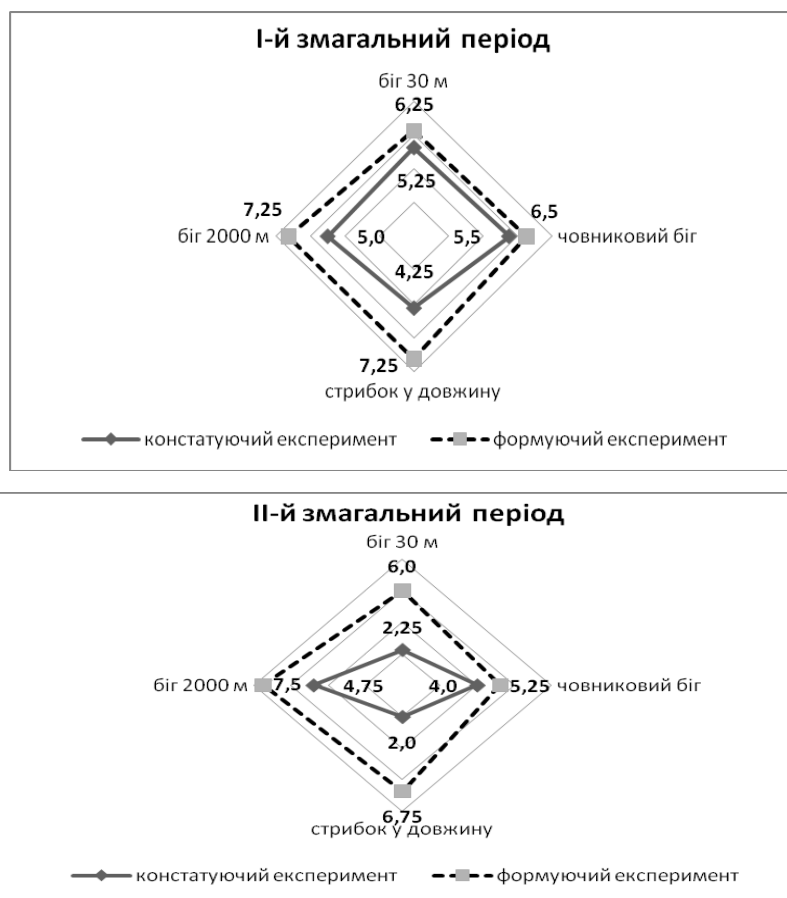 І-й змагальний період
біг 30 м
6,25
5,25
7,25
6,5
біг 2000 м
5,0
5,5
човниковий біг
4,25
7,25
стрибок у довжину
констатуючий експеримент
формуючий експеримент
ІІ-й змагальний період
біг 30 м
6,0
2,25
біг 2000 м
7,5
4,75
4,0
5,25
човниковий біг
2,0
6,75
стрибок у довжину
констатуючий експеримент
формуючий експеримент